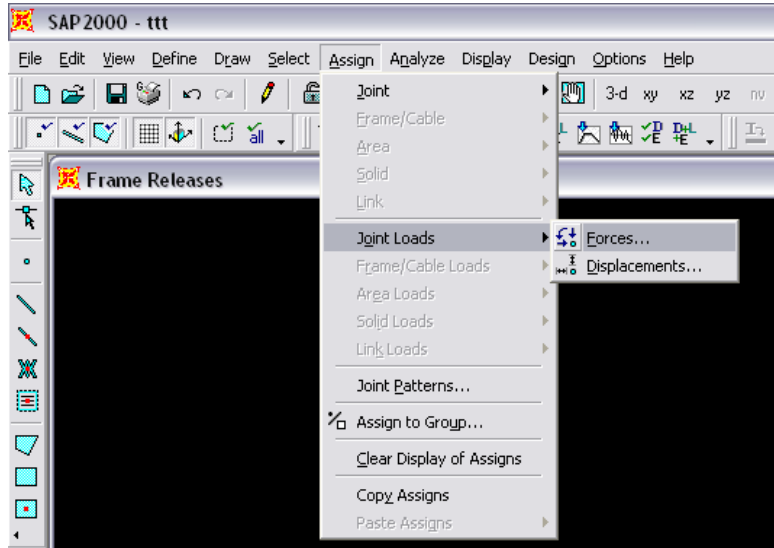 SAP2000 - ttt
File Edit View Define Draw Select Assign Analyze Display Design Options Help
3-d xy xz yz nv
all
Frame Releases
Joint
Frame/Cable
Area
Solid
Link
Joint Loads
Frame/Cable Loads
Area Loads
Solid Loads
Link Loads
Joint Patterns...
Assign to Group...
Clear Display of Assigns
Copy Assigns
Paste Assigns
Forces...
Displacements...